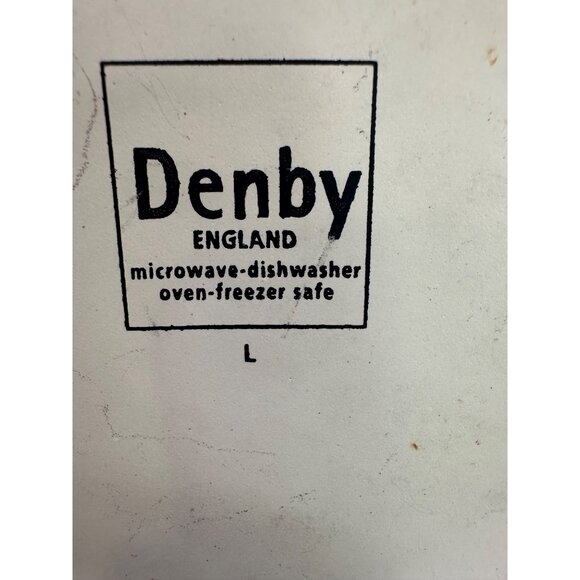 Denby
ENGLAND
microwave-dishwasher
oven-freezer safe
L